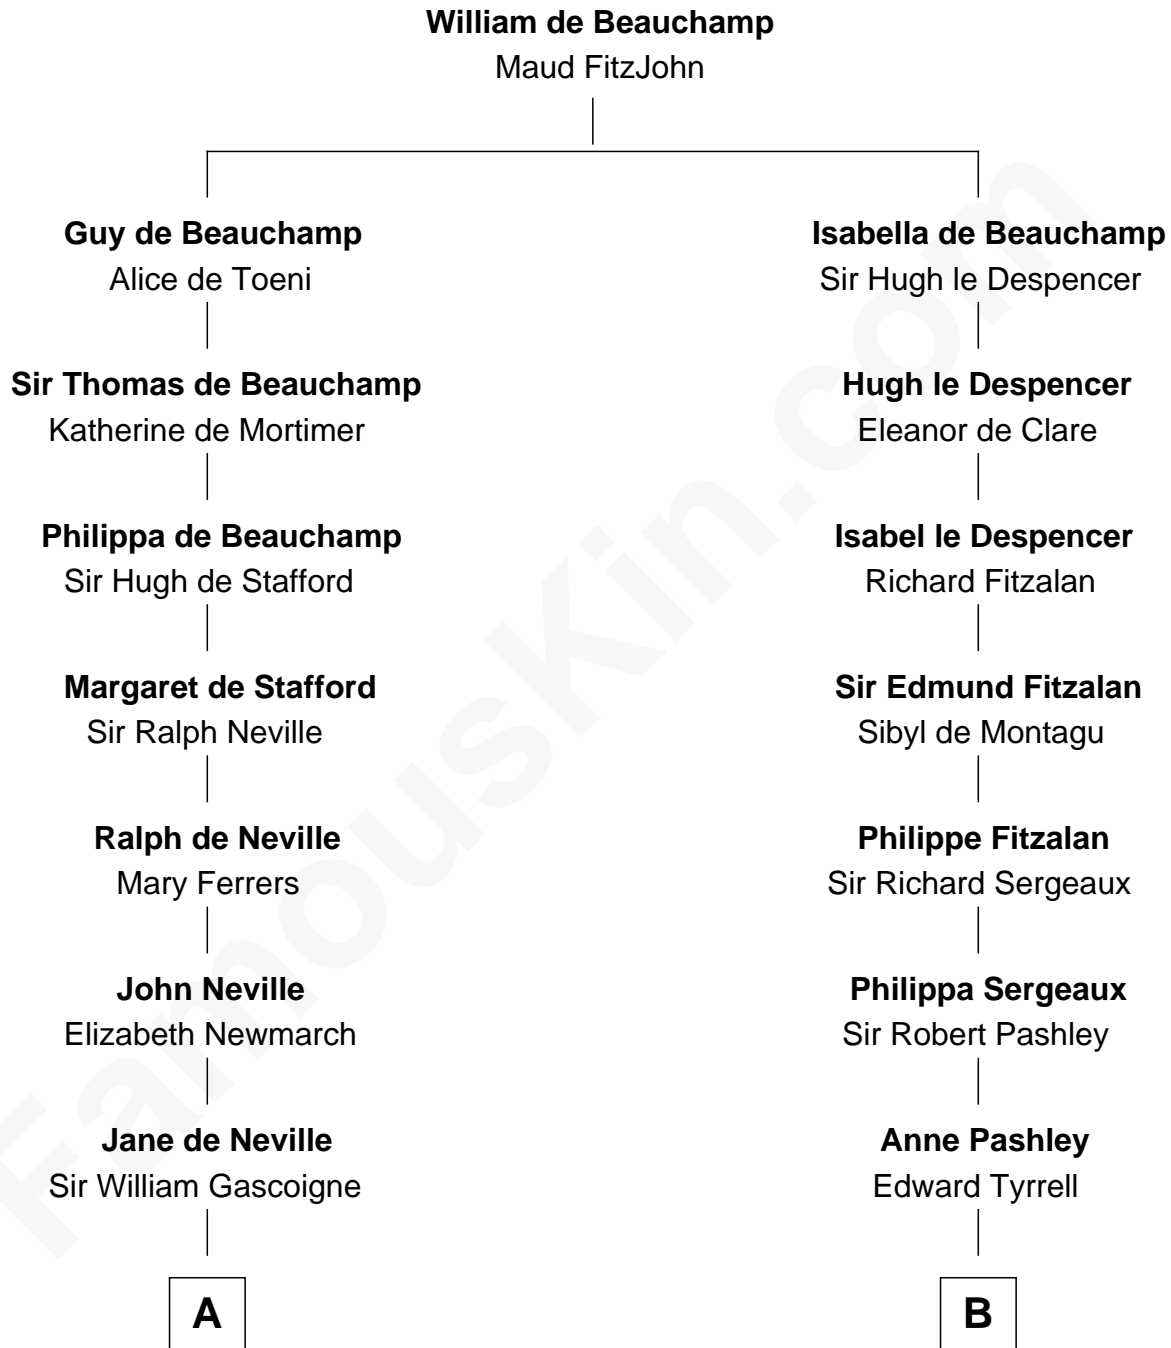 William de Beauchamp
Maud FitzJohn
Guy de Beauchamp
Alice de Toeni
Isabella de Beauchamp
Sir Hugh le Despencer
Sir Thomas de Beauchamp
Katherine de Mortimer
Hugh le Despencer
Eleanor de Clare
Philippa de Beauchamp
Sir Hugh de Stafford
Isabel le Despencer
Richard Fitzalan
Margaret de Stafford
Sir Ralph Neville
Sir Edmund Fitzalan
Sibyl de Montagu
Ralph de Neville
Mary Ferrers
Philippe Fitzalan
Sir Richard Sergeaux
John Neville
Elizabeth Newmarch
Philippa Sergeaux
Sir Robert Pashley
Jane de Neville
Sir William Gascoigne
Anne Pashley
Edward Tyrrell
A
B
FamousKin.com